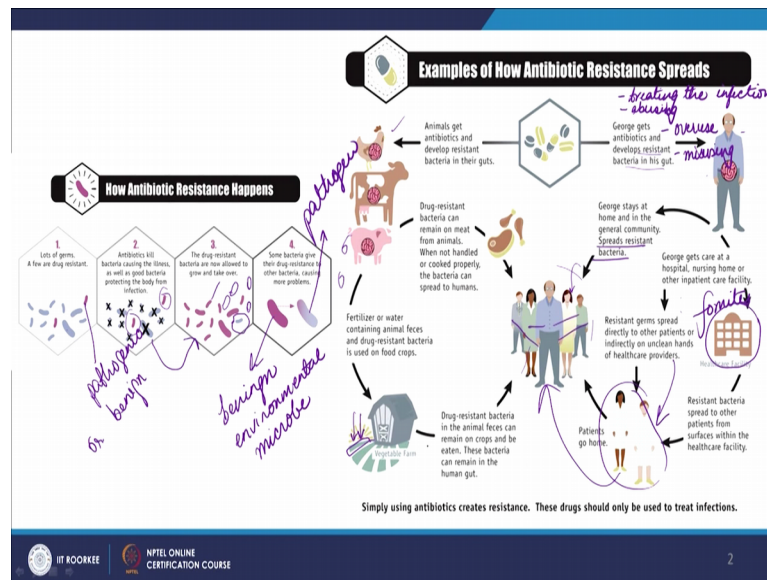 Examples of How Antibiotic Resistance Spreads
- treating the infection
- abusing
- overuse
- misusing
Animals get
antibiotics and
develop resistant
bacteria in their guts.
George gets
antibiotics and
develops resistant
bacteria in his gut.
How Antibiotic Resistance Happens
pathogen
1.
Lots of germs.
A few are drug resistant.
2.
Antibiotics kill
bacteria causing the illness,
as well as good bacteria
protecting the body from
infection.
3.
The drug-resistant
bacteria are now allowed to
grow and take over.
4.
Some bacteria give
their drug-resistance to
other bacteria, causing
more problems.
pathogenic
or benign
benign
environmental
microbe
Drug-resistant
bacteria can
remain on meat
from animals.
When not handled
or cooked properly,
the bacteria can
spread to humans.
George stays at
home and in the
general community.
Spreads resistant
bacteria.
George gets care at a
hospital, nursing home or
other inpatient care facility.
fomites
Healthcare Facility
Fertilizer or water
containing animal feces
and drug-resistant bacteria
is used on food crops.
Resistant germs spread
directly to other patients or
indirectly on unclean hands
of healthcare providers.
Resistant bacteria
spread to other
patients from
surfaces within the
healthcare facility.
Vegetable Farm
Drug-resistant bacteria
in the animal feces can
remain on crops and be
eaten. These bacteria
can remain in the
human gut.
Patients
go home.
Simply using antibiotics creates resistance. These drugs should only be used to treat infections.
IIT ROORKEE
NPTEL ONLINE
CERTIFICATION COURSE
2